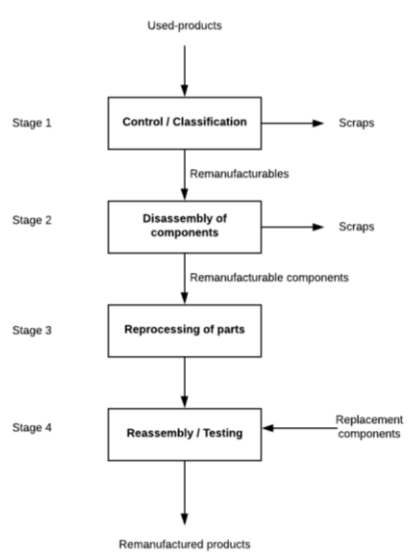 Used-products
Stage 1
Control / Classification
Scraps
Remanufacturables
Stage 2
Disassembly of
components
Scraps
Remanufacturable components
Stage 3
Reprocessing of parts
Stage 4
Reassembly / Testing
Replacement
components
Remanufactured products